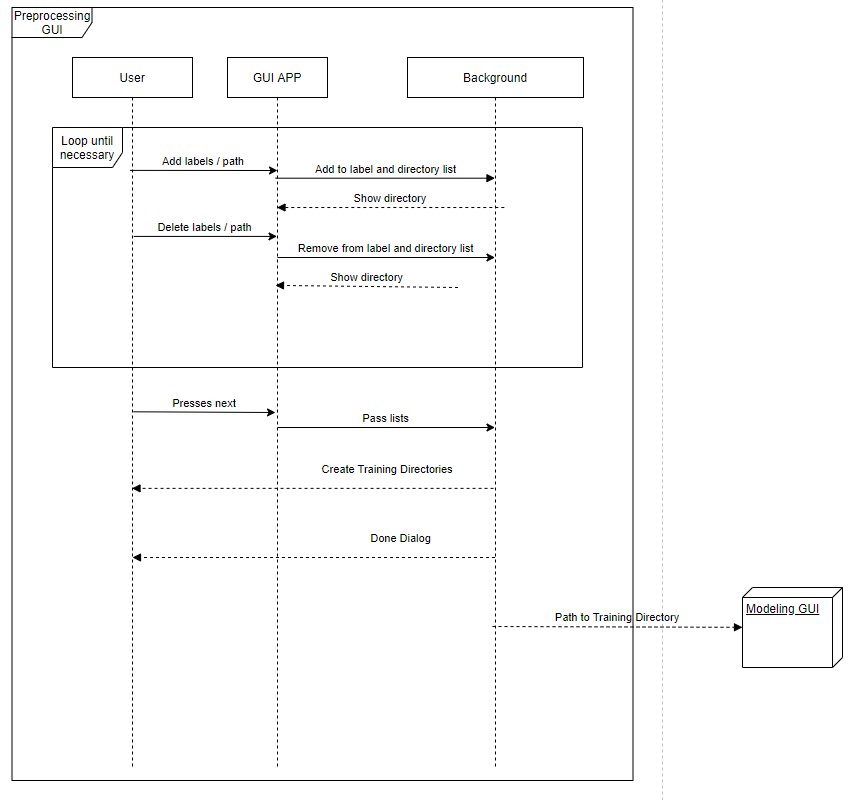 Preprocessing
GUI
User
GUI APP
Background
Loop until
necessary
Add labels / path
Add to label and directory list
Show directory
Delete labels / path
Remove from label and directory list
Show directory
Presses next
Pass lists
Create Training Directories
Done Dialog
Modeling GUI
Path to Training Directory